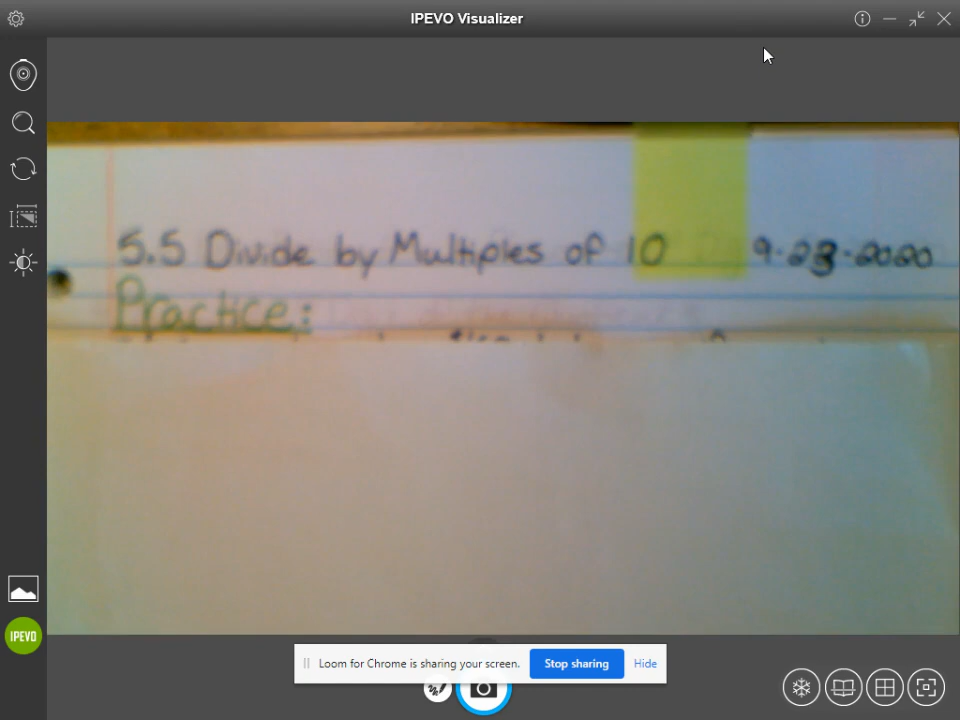 IPEVO Visualizer
5.5 Divide by Multiples of 10 9-23-2020
Practice:
IPEVO
Loom for Chrome is sharing your screen. Stop sharing Hide